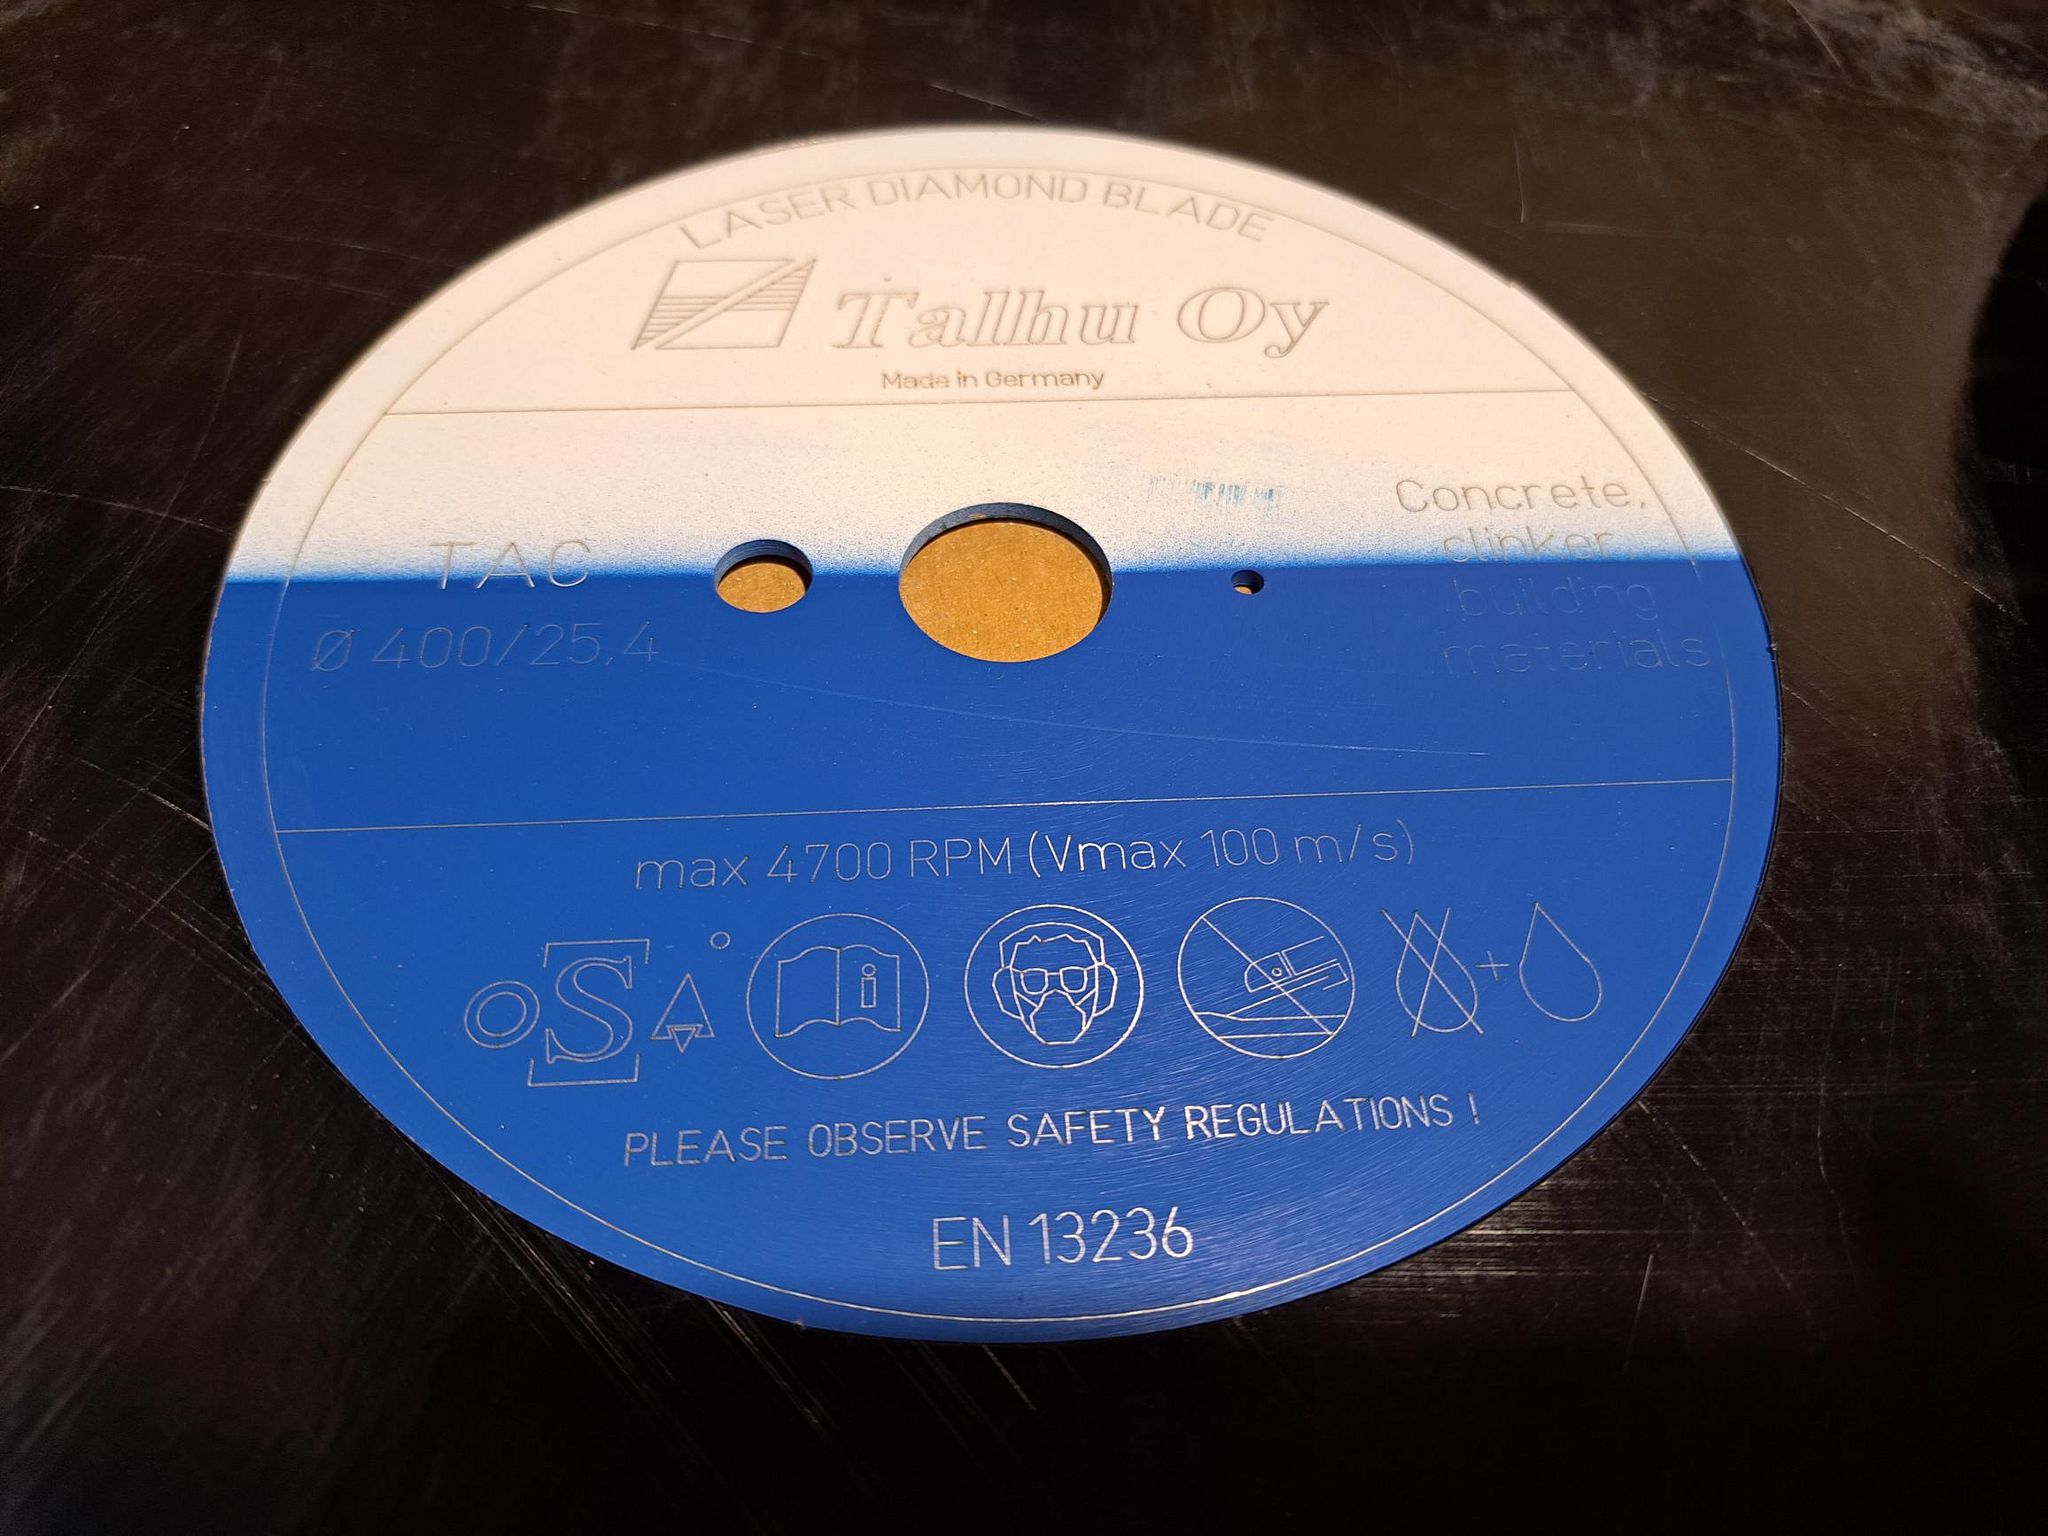 LASER DIAMOND BLADE
Talhu Oy
Made in Germany
TAC
Ø 400/25,4
Concrete,
clinker,
building
materials
max 4700 RPM (Vmax 100 m/s)
oSa
PLEASE OBSERVE SAFETY REGULATIONS !
EN 13236